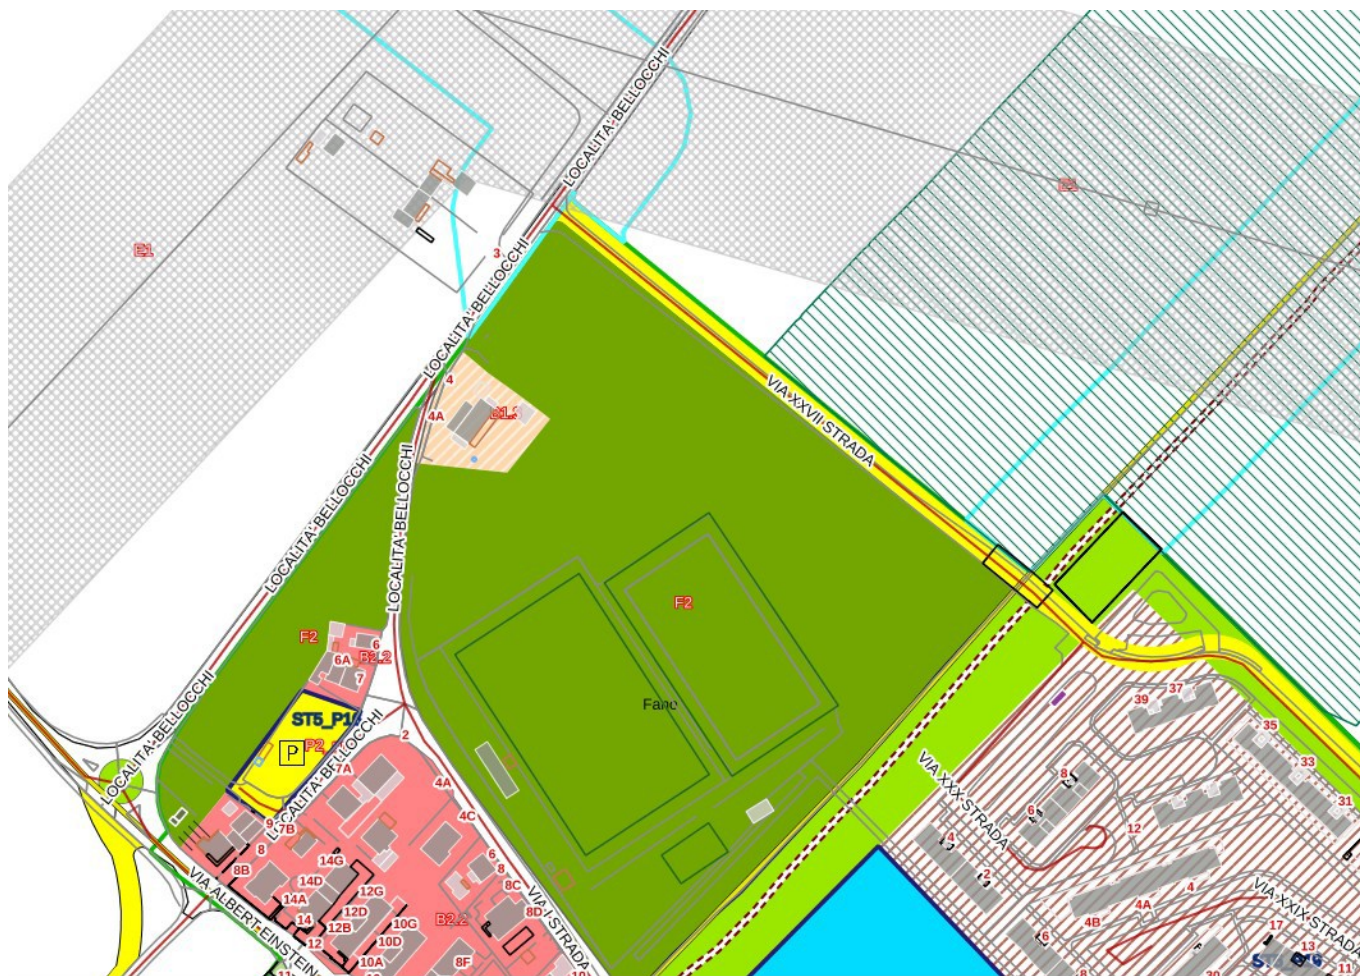 LOCALITA'-BELLOCCHI
E1
E1
3
LOCALITA'-BELLOCCHI
LOCALITA'-BELLOCCHI
4
4A
VIA XXVII STRADA
LOCALITA'-BELLOCCHI
LOCALITA'-BELLOCCHI
F2
F2
6
6A
B2.2
7
Fano
39
37
35
33
31
LOCALITA'-BELLOCCHI
P
P2
LOCALITA'-BELLOCCHI
2
7A
4A
4C
VIA XXX STRADA
8
6
4
2
12
4
4A
4B
6
8
VIA XXIX STRADA
17
13
11
9
7B
8
8B
14G
14D
14A
14
12G
12D
12B
12
10G
10D
10A
B2.2
6
8
8C
8D
8F
VIA I STRADA
VIA ALBERT EINSTEIN